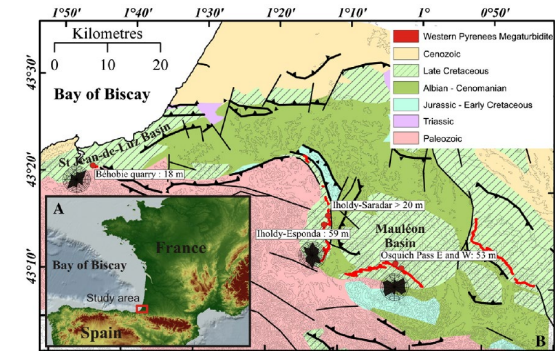 1°50'
1°40'
1°30'
1°20'
1°10'
1°
0°50'
Kilometres
0 10 20
Bay of Biscay
43°30'
43°20'
43°10'
Western Pyrenees Megaturbidite
Cenozoic
Late Cretaceous
Albian - Cenomanian
Jurassic - Early Cretaceous
Triassic
Paleozoic
St Jean-de-Luz Basin
Béhobie quarry : 18 m
Iholdy-Saradar > 20 m
Iholdy-Esponda : 59 m
Mauléon
Basin
Osquich Pass E and W: 53 m
A
France
Bay of Biscay
Study area
Spain
B